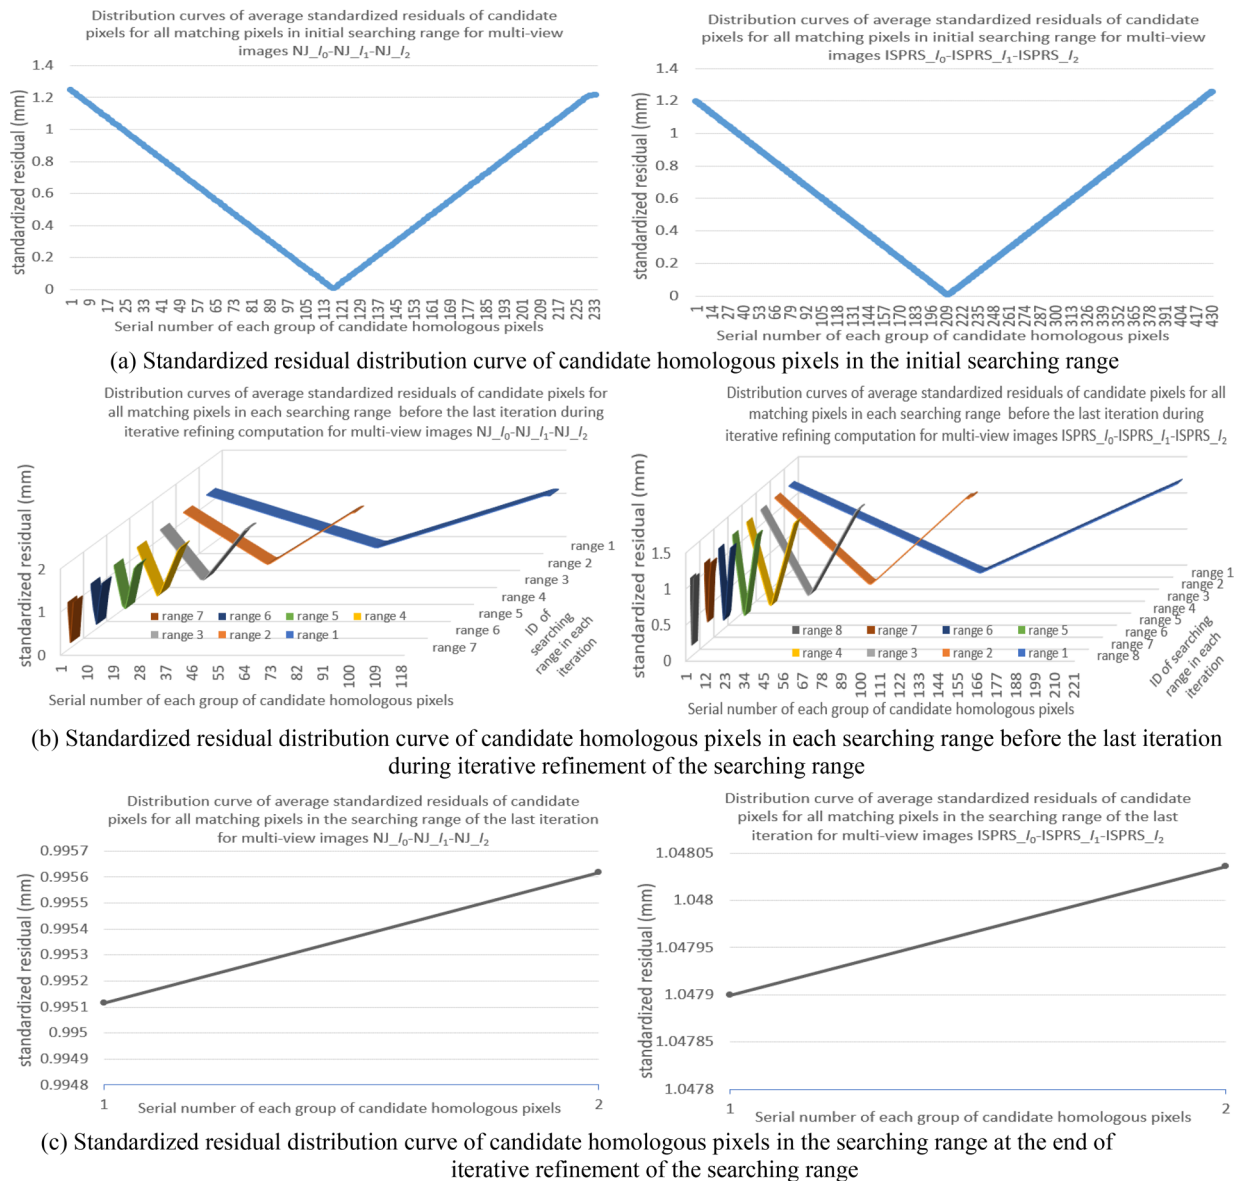 Distribution curves of average standardized residuals of candidate
pixels for all matching pixels in initial searching range for multi-view
images NJ_I₀-NJ_I₁-NJ_I₂
1.4
1.2
1
0.8
0.6
0.4
0.2
0
standardized residual (mm)
1 9 17 25 33 41 49 57 65 73 81 89 97 105 113 121 129 137 145 153 161 169 177 185 193 201 209 217 225 233
Serial number of each group of candidate homologous pixels
Distribution curves of average standardized residuals of candidate
pixels for all matching pixels in initial searching range for multi-view
images ISPRS_I₀-ISPRS_I₁-ISPRS_I₂
1.4
1.2
1
0.8
0.6
0.4
0.2
0
standardized residual (mm)
1 14 27 40 53 66 79 92 105 118 131 144 157 170 183 196 209 222 235 248 261 274 287 300 313 326 339 352 365 378 391 404 417 430
Serial number of each group of candidate homologous pixels
(a) Standardized residual distribution curve of candidate homologous pixels in the initial searching range
Distribution curves of average standardized residuals of candidate pixels for
all matching pixels in each searching range before the last iteration during
iterative refining computation for multi-view images NJ_I₀-NJ_I₁-NJ_I₂
standardized residual (mm)
2
1
0
range 1
range 2
range 3
range 4
range 5
range 6
range 7
ID of searching
range in each
iteration
range 7 range 6 range 5 range 4
range 3 range 2 range 1
1 10 19 28 37 46 55 64 73 82 91 100 109 118
Serial number of each group of candidate homologous pixels
Distribution curves of average standardized residuals of candidate pixels for all
matching pixels in each searching range before the last iteration during
iterative refining computation for multi-view images ISPRS_I₀-ISPRS_I₁-ISPRS_I₂
standardized residual (mm)
1.5
1
0.5
0
range 1
range 2
range 3
range 4
range 5
range 6
range 7
range 8
ID of searching
range in each
iteration
range 8 range 7 range 6 range 5
range 4 range 3 range 2 range 1
1 12 23 34 45 56 67 78 89 100 111 122 133 144 155 166 177 188 199 210 221
Serial number of each group of candidate homologous pixels
(b) Standardized residual distribution curve of candidate homologous pixels in each searching range before the last iteration
during iterative refinement of the searching range
Distribution curve of average standardized residuals of candidate
pixels for all matching pixels in the searching range of the last iteration
for multi-view images NJ_I₀-NJ_I₁-NJ_I₂
0.9957
0.9956
0.9955
0.9954
0.9953
0.9952
0.9951
0.995
0.9949
0.9948
standardized residual (mm)
1 2
Serial number of each group of candidate homologous pixels
Distribution curve of average standardized residuals of candidate
pixels for all matching pixels in the searching range of the last
iteration for multi-view images ISPRS_I₀-ISPRS_I₁-ISPRS_I₂
1.04805
1.048
1.04795
1.0479
1.04785
1.0478
standardized residual (mm)
1 2
Serial number of each group of candidate homologous pixels
(c) Standardized residual distribution curve of candidate homologous pixels in the searching range at the end of
iterative refinement of the searching range